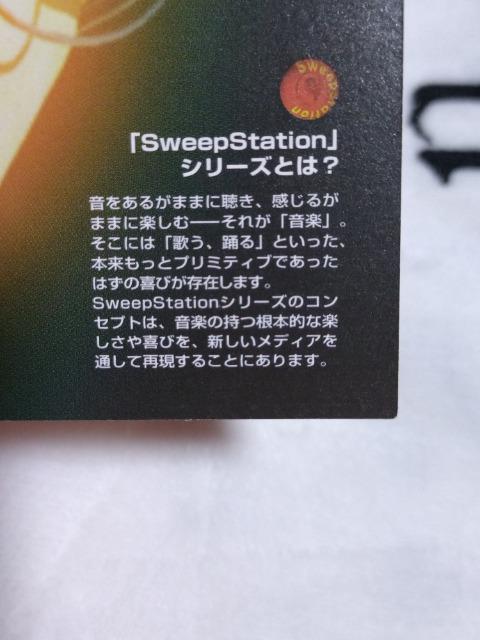 Sweepstation
「SweepStation」
シリーズとは？
音をあるがままに聴き、感じるが
ままに楽しむ──それが「音楽」。
そこには「歌う、踊る」といった、
本来もっとプリミティブであった
はずの喜びが存在します。
SweepStationシリーズのコン
セプトは、音楽の持つ根本的な楽
しさや喜びを、新しいメディアを
通して再現することにあります。